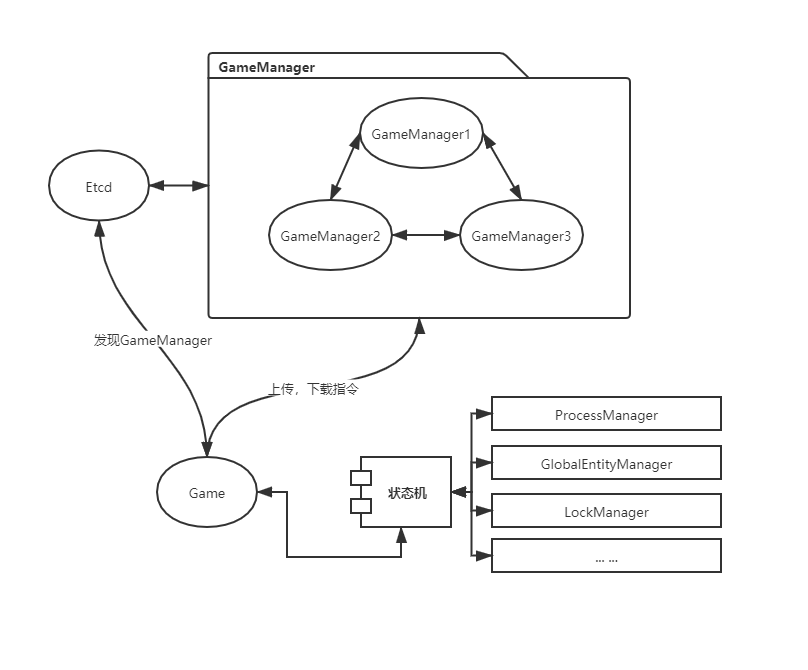 GameManager
GameManager1
Etcd
GameManager2
GameManager3
发现GameManager
上传，下载指令
ProcessManager
GlobalEntityManager
Game
状态机
LockManager
... ...